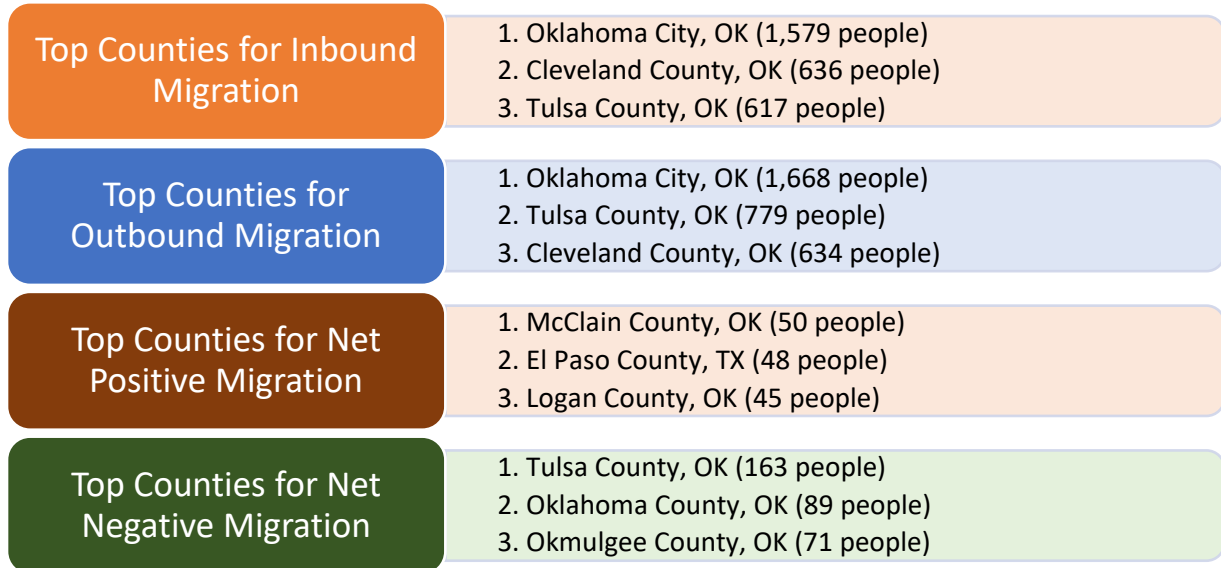 Top Counties for Inbound
Migration
1. Oklahoma City, OK (1,579 people)
2. Cleveland County, OK (636 people)
3. Tulsa County, OK (617 people)
Top Counties for
Outbound Migration
1. Oklahoma City, OK (1,668 people)
2. Tulsa County, OK (779 people)
3. Cleveland County, OK (634 people)
Top Counties for Net
Positive Migration
1. McClain County, OK (50 people)
2. El Paso County, TX (48 people)
3. Logan County, OK (45 people)
Top Counties for Net
Negative Migration
1. Tulsa County, OK (163 people)
2. Oklahoma County, OK (89 people)
3. Okmulgee County, OK (71 people)